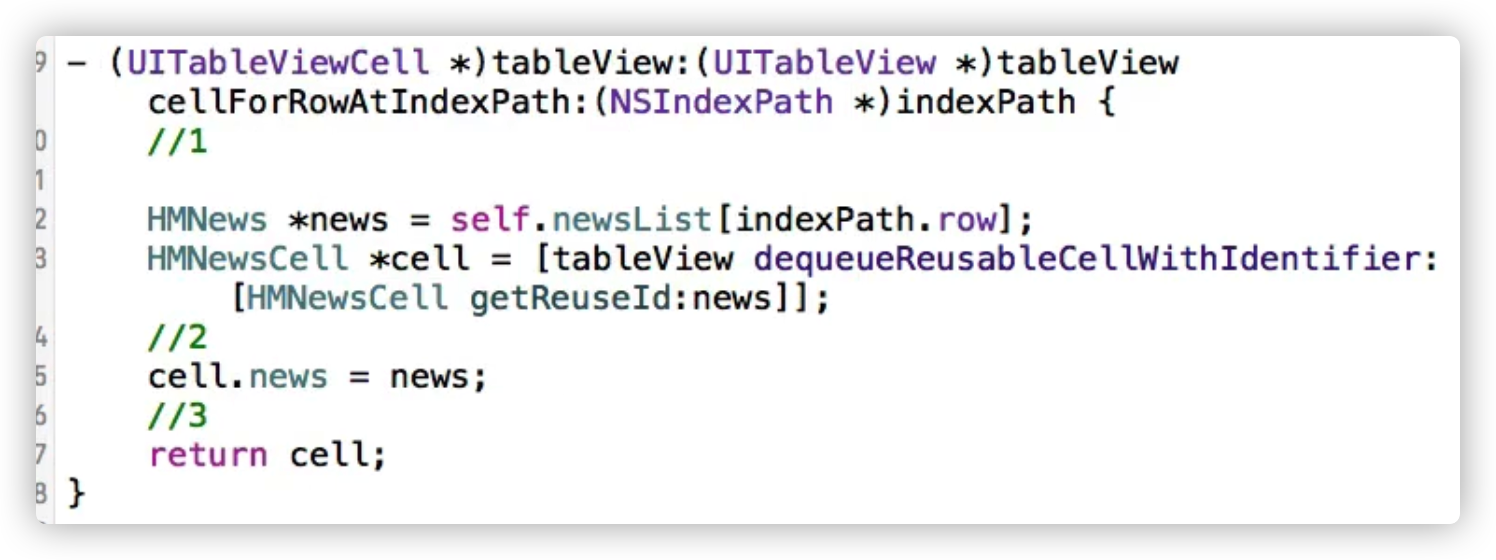 9 - (UITableViewCell *)tableView:(UITableView *)tableView
cellForRowAtIndexPath:(NSIndexPath *)indexPath {
0 //1
1
2 HMNews *news = self.newsList[indexPath.row];
3 HMNewsCell *cell = [tableView dequeueReusableCellWithIdentifier:
[HMNewsCell getReuseId:news]];
4 //2
5 cell.news = news;
6 //3
7 return cell;
8 }